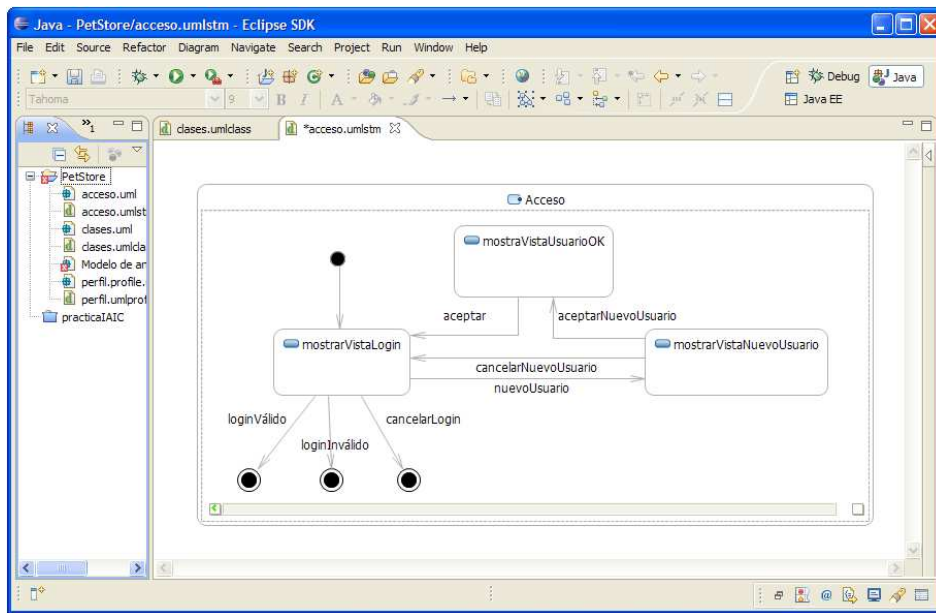 Java - PetStore/acceso.umlstm - Eclipse SDK
File Edit Source Refactor Diagram Navigate Search Project Run Window Help
Debug Java
Tahoma 9 B I A Java EE
»1 clases.umlclass *acceso.umlstm
PetStore
acceso.uml
acceso.umlst
clases.uml
clases.umlcla
Modelo de an
perfil.profile.
perfil.umlprof
practicaIAIC
Acceso
mostraVistaUsuarioOK
aceptar aceptarNuevoUsuario
mostrarVistaLogin mostrarVistaNuevoUsuario
cancelarNuevoUsuario
nuevoUsuario
loginVálido cancelarLogin
loginInválido